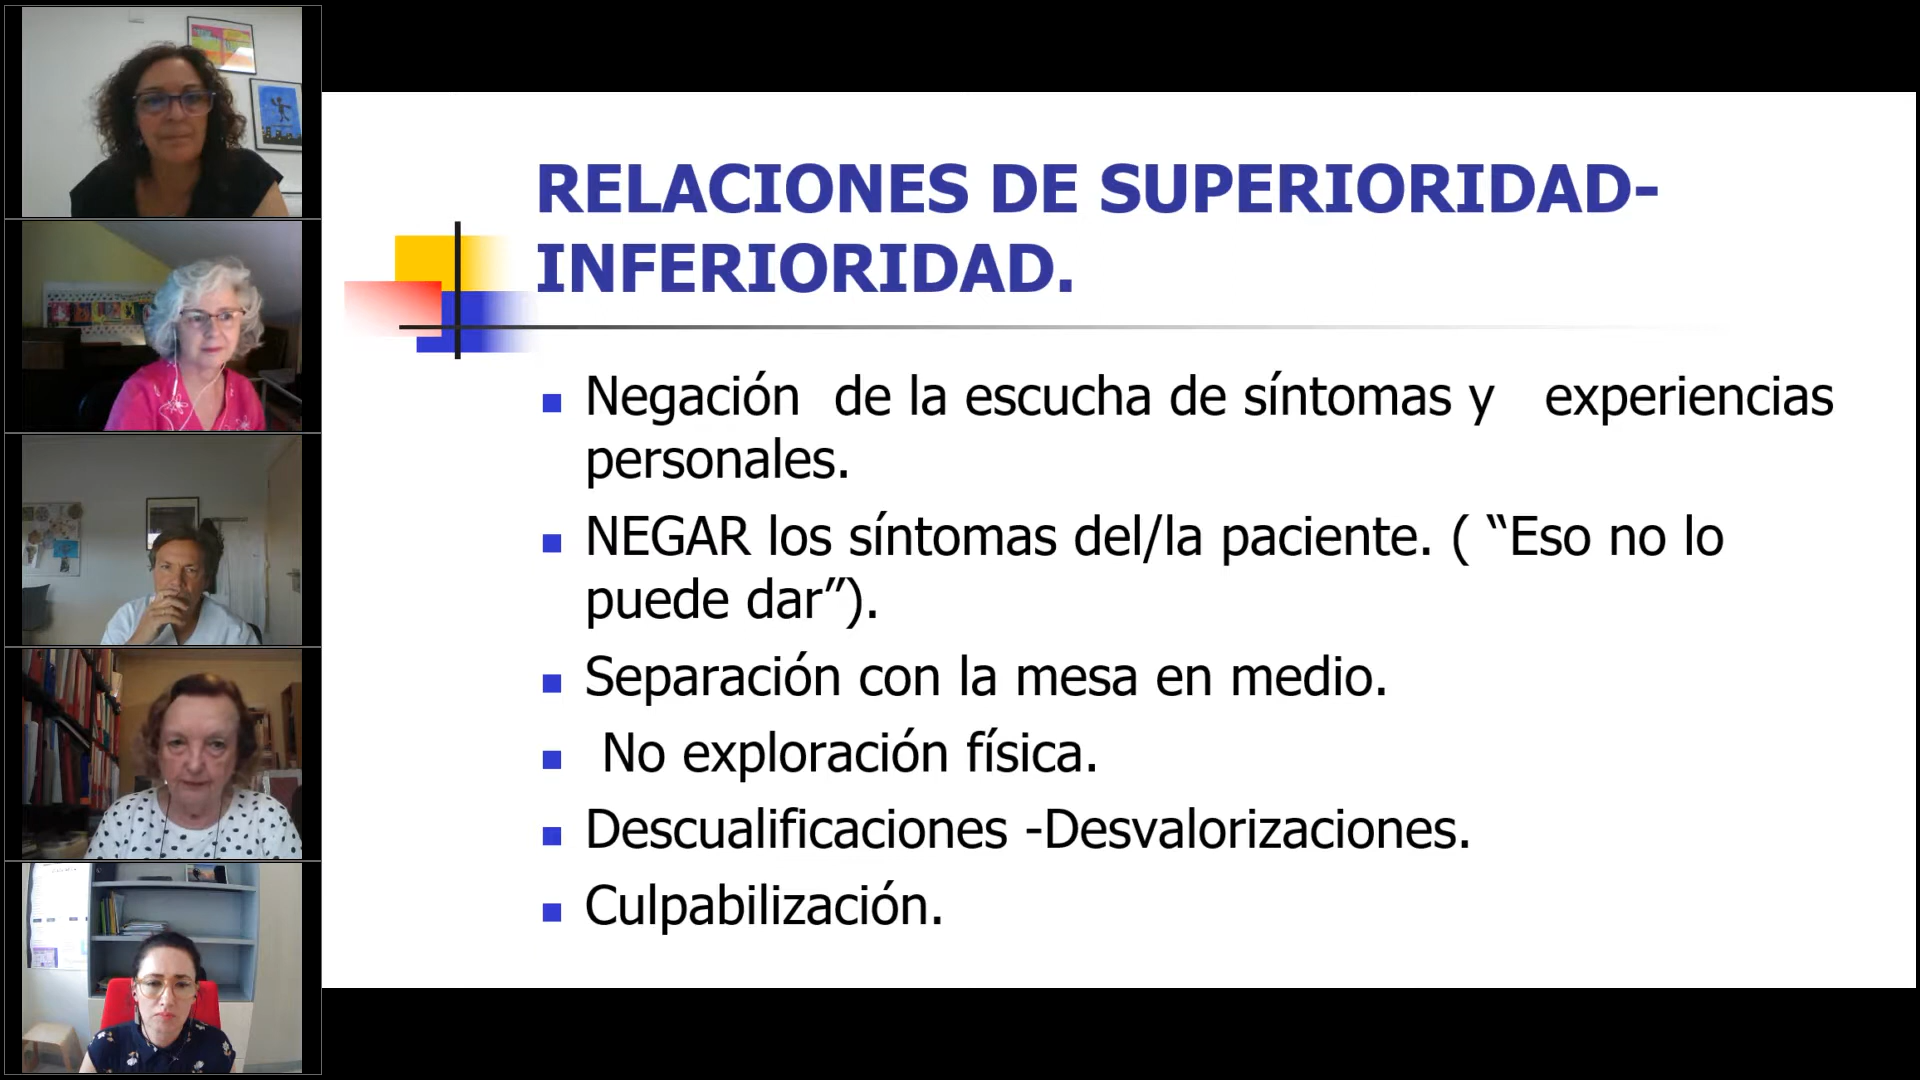 RELACIONES DE SUPERIORIDAD-
INFERIORIDAD.
Negación de la escucha de síntomas y experiencias
personales.
NEGAR los síntomas del/la paciente. ( “Eso no lo
puede dar”).
Separación con la mesa en medio.
No exploración física.
Descualificaciones -Desvalorizaciones.
Culpabilización.